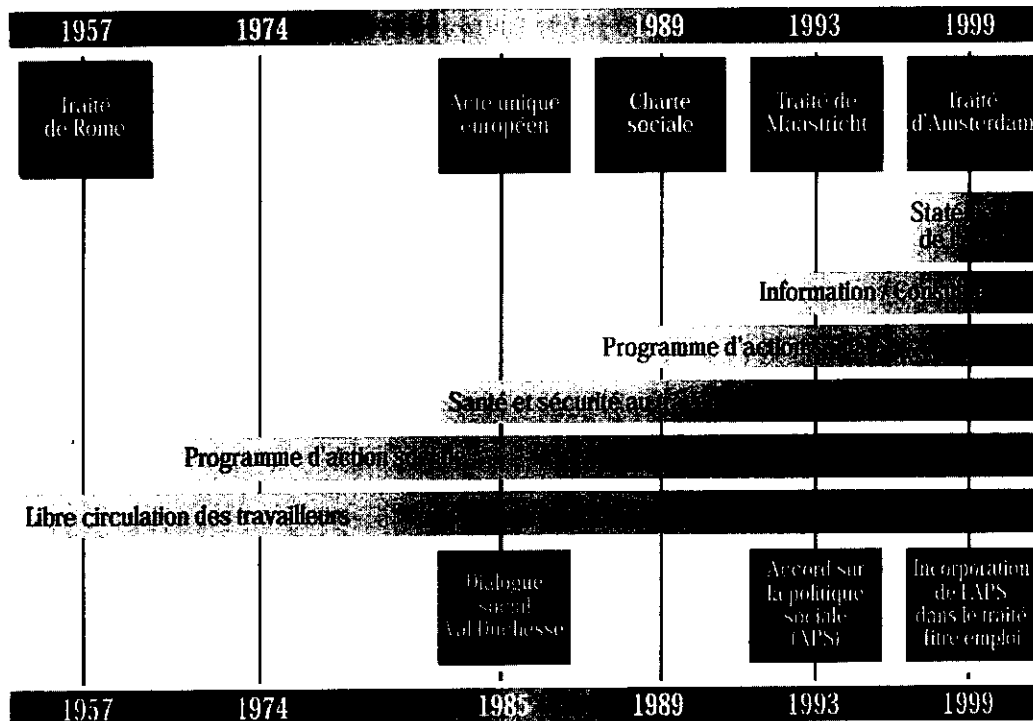 1957 1974 1989 1993 1999
Traité
de Rome
Acte unique
européen
Charte
sociale
Traité de
Maastricht
Traité
d'Amsterdam
de
Information /
Programme d'action
Santé et sécurité au
Programme d'action
Libre circulation des travailleurs
Dialogue
social
Val Duchesse
Accord sur
la politique
sociale
(APS)
Incorporation
de l'APS
dans le traité
titre emploi
1957 1974 1985 1989 1993 1999